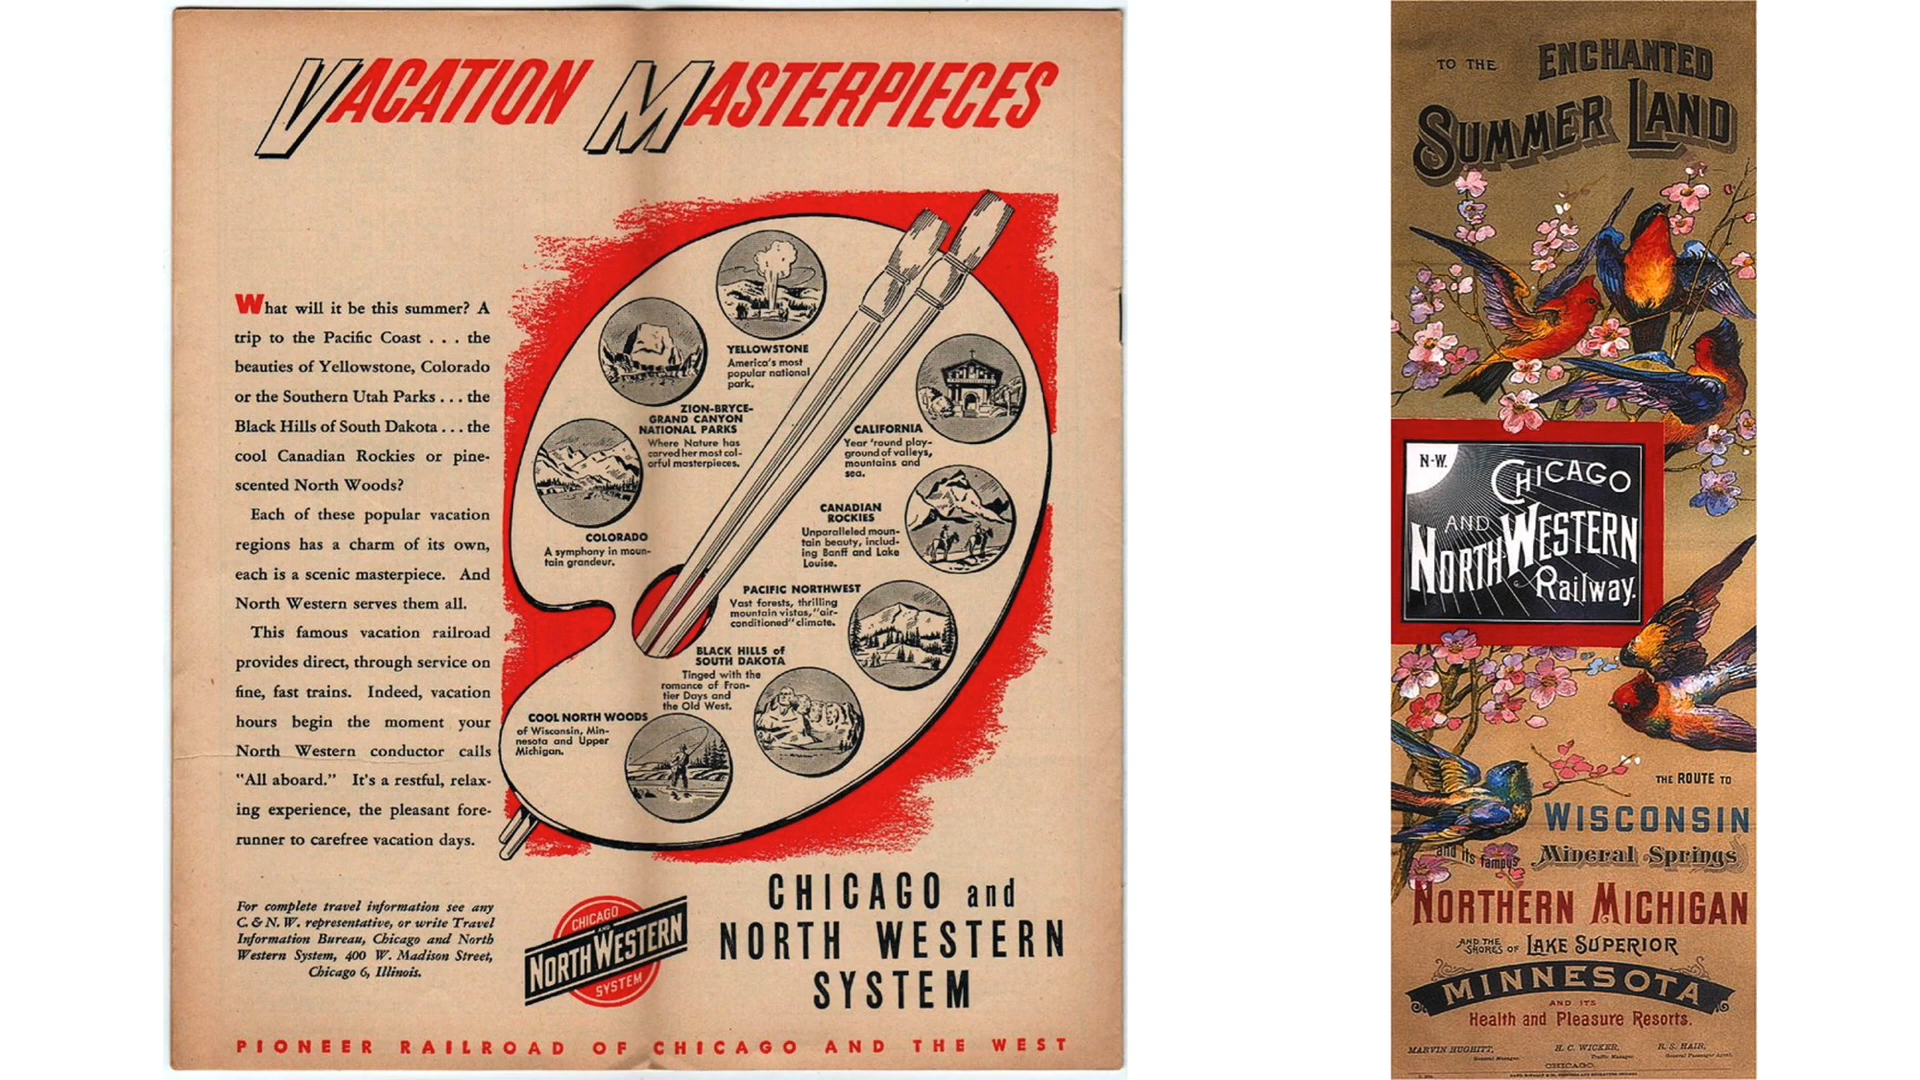 VACATION MASTERPIECES
What will it be this summer? A
trip to the Pacific Coast . . . the
beauties of Yellowstone, Colorado
or the Southern Utah Parks . . . the
Black Hills of South Dakota . . . the
cool Canadian Rockies or pine-
scented North Woods?
Each of these popular vacation
regions has a charm of its own,
each is a scenic masterpiece. And
North Western serves them all.
This famous vacation railroad
provides direct, through service on
fine, fast trains. Indeed, vacation
hours begin the moment your
North Western conductor calls
"All aboard." It's a restful, relax-
ing experience, the pleasant fore-
runner to carefree vacation days.
For complete travel information see any
C. & N. W. representative, or write Travel
Information Bureau, Chicago and North
Western System, 400 W. Madison Street,
Chicago 6, Illinois.
YELLOWSTONE
America's most
popular national
park.
ZION-BRYCE-
GRAND CANYON
NATIONAL PARKS
Where Nature has
carved her most col-
orful masterpieces.
COLORADO
A symphony in moun-
tain grandeur.
CALIFORNIA
Year 'round play-
ground of valleys,
mountains and
sea.
CANADIAN
ROCKIES
Unparalleled moun-
tain beauty, includ-
ing Banff and Lake
Louise.
PACIFIC NORTHWEST
Vast forests, thrilling
mountain vistas, "air-
conditioned" climate.
BLACK HILLS of
SOUTH DAKOTA
Tinged with the
romance of Fron-
tier Days and
the Old West.
COOL NORTH WOODS
of Wisconsin, Min-
nesota and Upper
Michigan.
CHICAGO
AND
NORTH WESTERN
SYSTEM
CHICAGO and
NORTH WESTERN
SYSTEM
PIONEER RAILROAD OF CHICAGO AND THE WEST
TO THE ENCHANTED
SUMMER LAND
N-W.
CHICAGO
AND
NORTH-WESTERN
Railway.
THE ROUTE TO
WISCONSIN
and its famous Mineral Springs
NORTHERN MICHIGAN
AND THE SHORES OF LAKE SUPERIOR
MINNESOTA
AND ITS
Health and Pleasure Resorts.
MARVIN HUGHITT, H. C. WICKER, R. S. HAIR,
General Manager. Traffic Manager. General Passenger Agent.
CHICAGO.